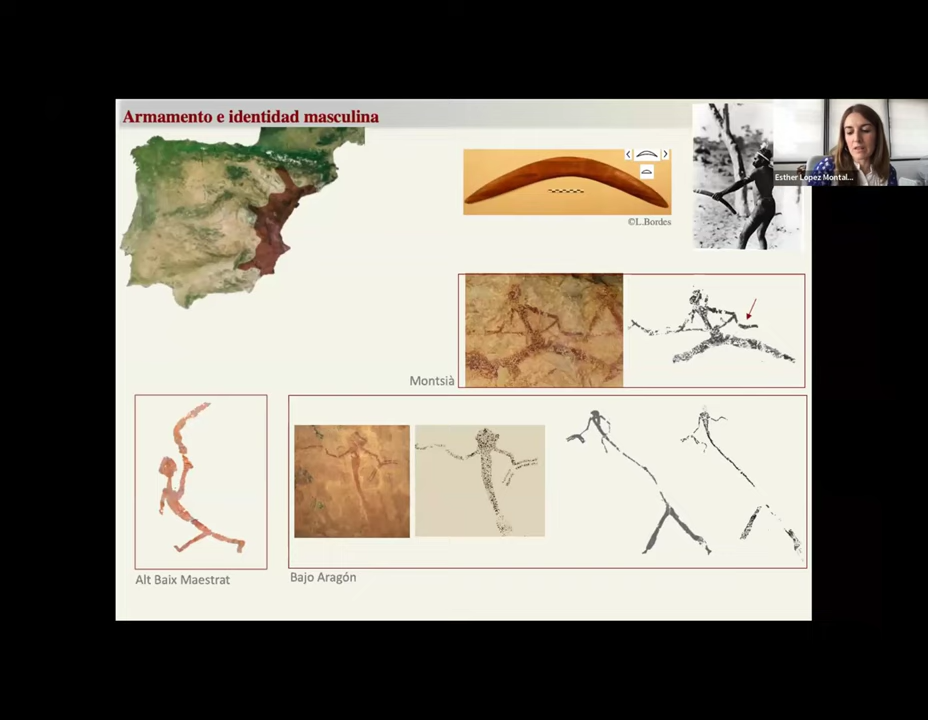 Armamento e identidad masculina
Esther Lopez Montal...
©L.Bordes
Montsià
Alt Baix Maestrat
Bajo Aragón